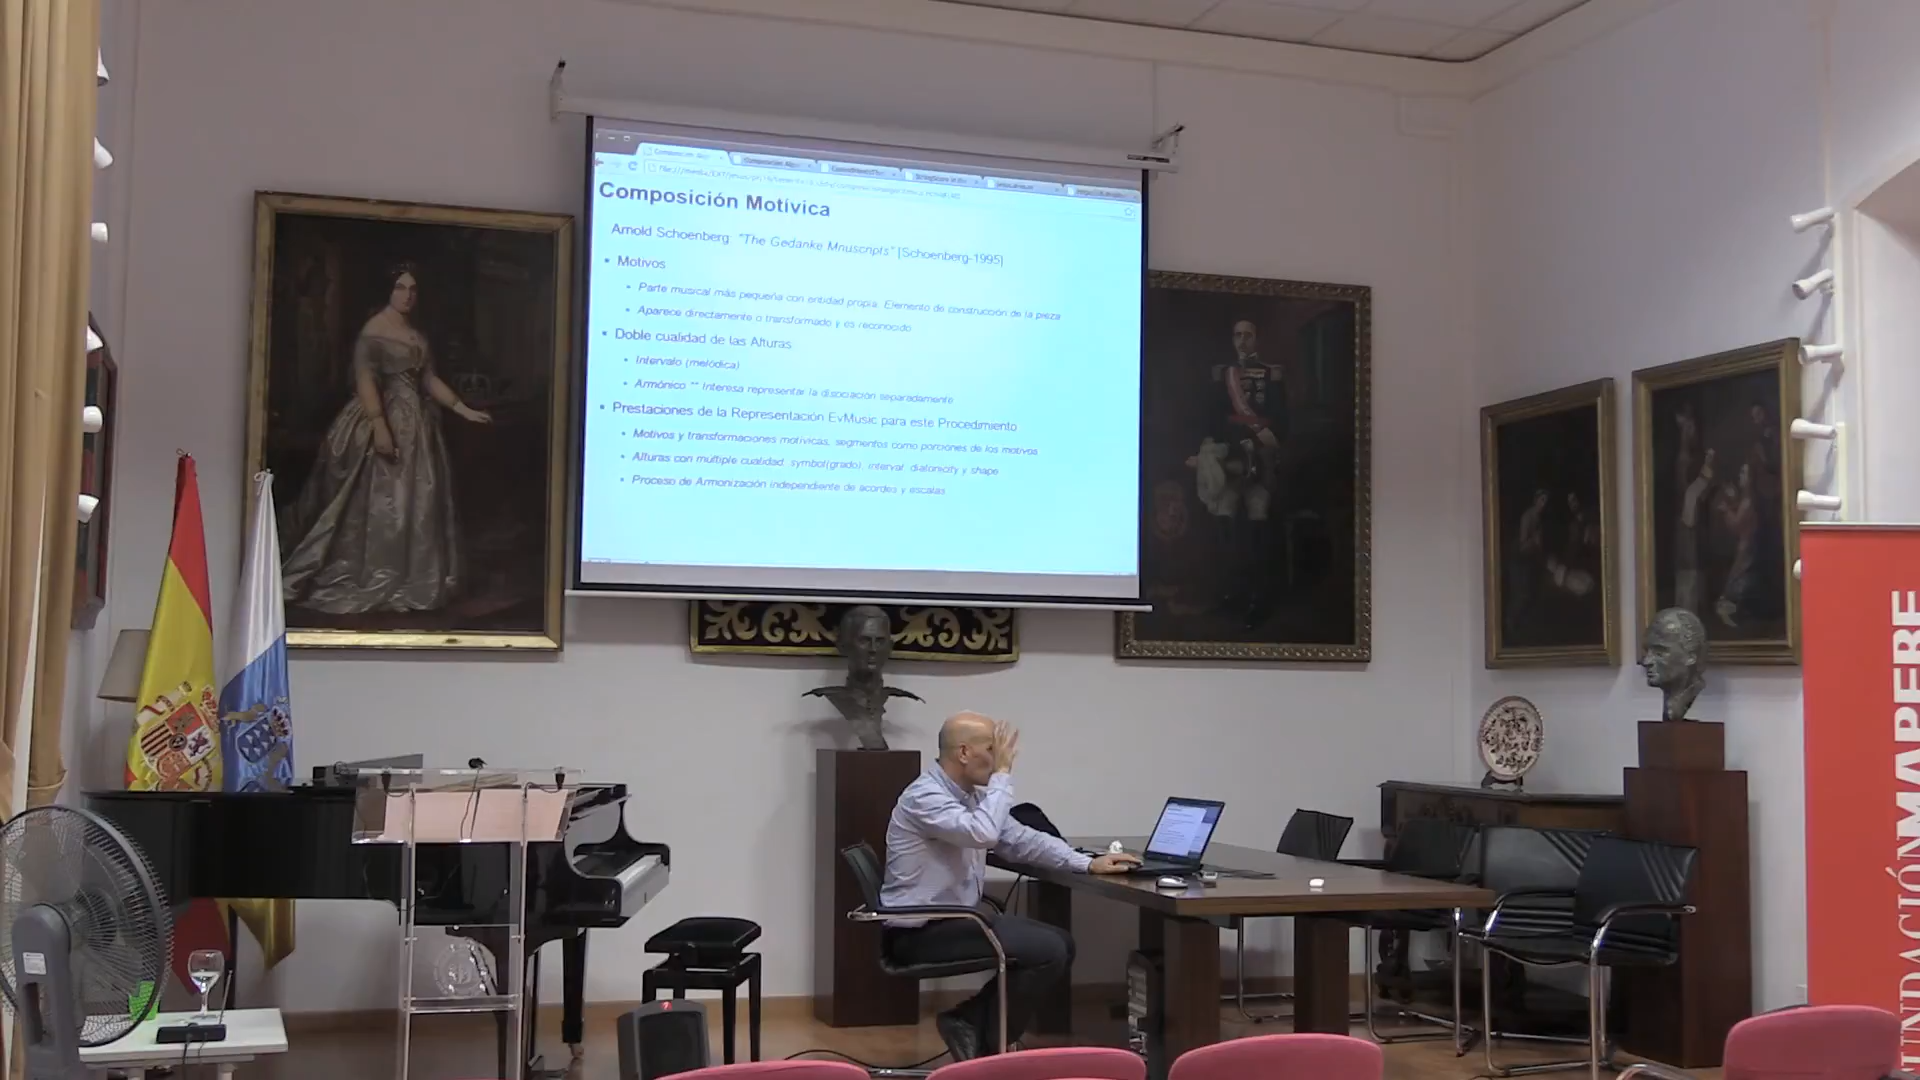 Composición Motívica
Arnold Schoenberg: "The Gedanke Mnuscripts" [Schoenberg-1995]
Motivos
Parte musical más pequeña con entidad propia. Elemento de construcción de la pieza
Aparece directamente o transformado y es reconocido
Doble cualidad de las Alturas:
Intervalo (melódica)
Armónico ** Interesa representar la disociación separadamente
Prestaciones de la Representación EvMusic para este Procedimiento
Motivos y transformaciones motívicas, segmentos como porciones de los motivos
Alturas con múltiple cualidad: symbol(grado), interval, diatonicity y shape
Proceso de Armonización independiente de acordes y escalas
FUNDACIÓNMAPFRE